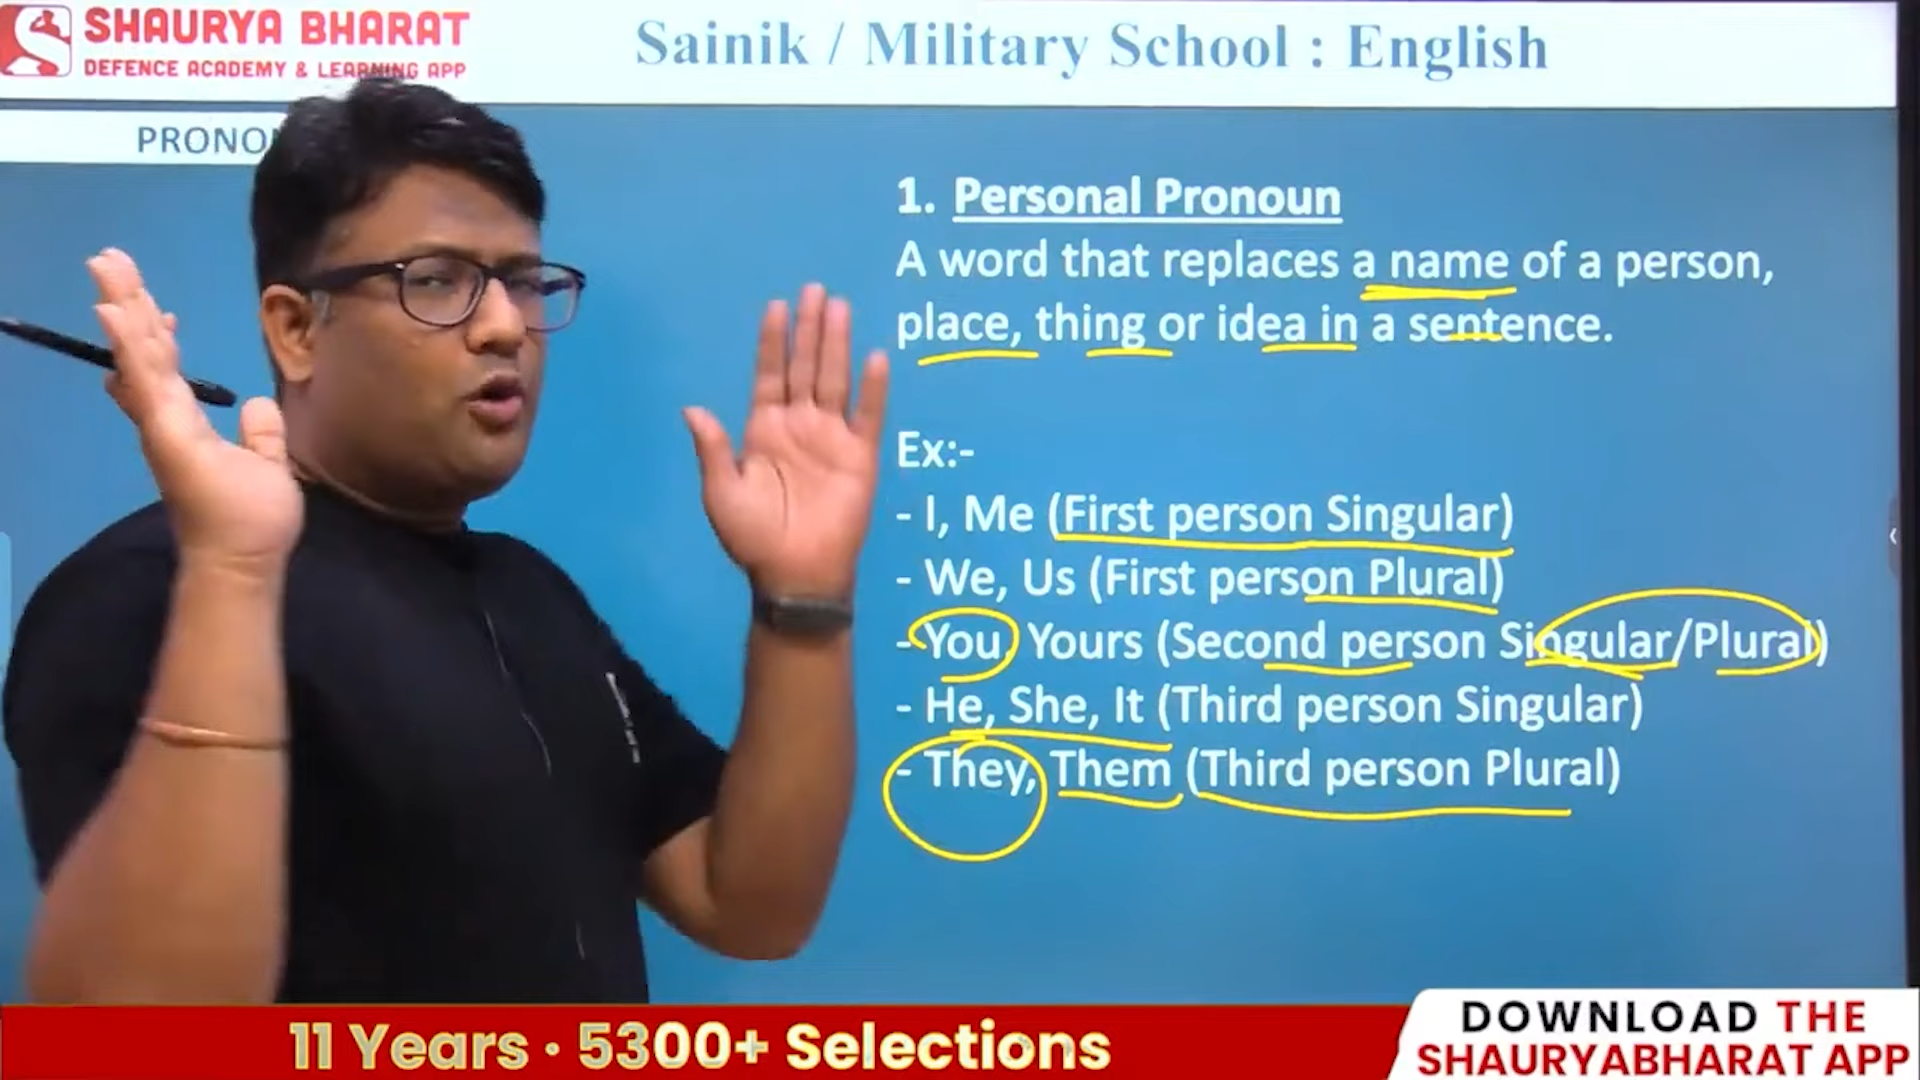 SHAURYA BHARAT
DEFENCE ACADEMY & LEARNING APP
Sainik / Military School : English
1. Personal Pronoun
A word that replaces a name of a person,
place, thing or idea in a sentence.
Ex:-
- I, Me (First person Singular)
- We, Us (First person Plural)
- You, Yours (Second person Singular/Plural)
- He, She, It (Third person Singular)
- They, Them (Third person Plural)
11 Years · 5300+ Selections
DOWNLOAD THE
SHAURYABHARAT APP